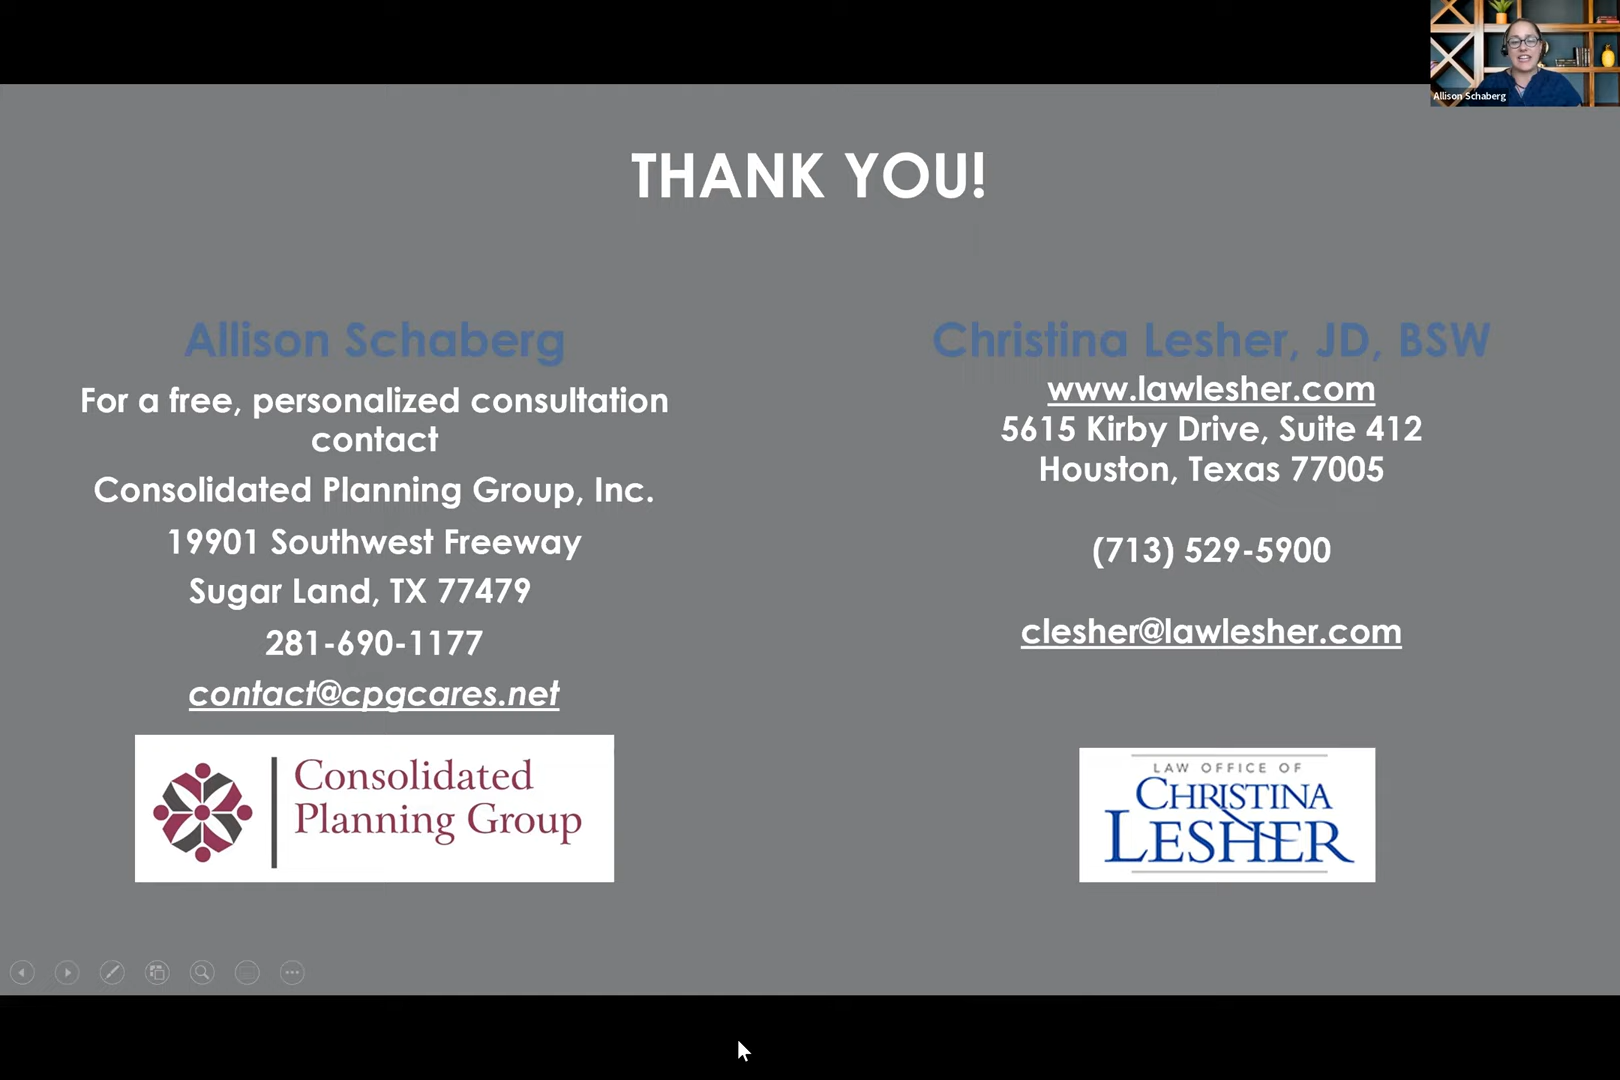 Allison Schaberg
THANK YOU!
Allison Schaberg
For a free, personalized consultation
contact
Consolidated Planning Group, Inc.
19901 Southwest Freeway
Sugar Land, TX 77479
281-690-1177
contact@cpgcares.net
Consolidated
Planning Group
Christina Lesher, JD, BSW
www.lawlesher.com
5615 Kirby Drive, Suite 412
Houston, Texas 77005
(713) 529-5900
clesher@lawlesher.com
LAW OFFICE OF
CHRISTINA
LESHER